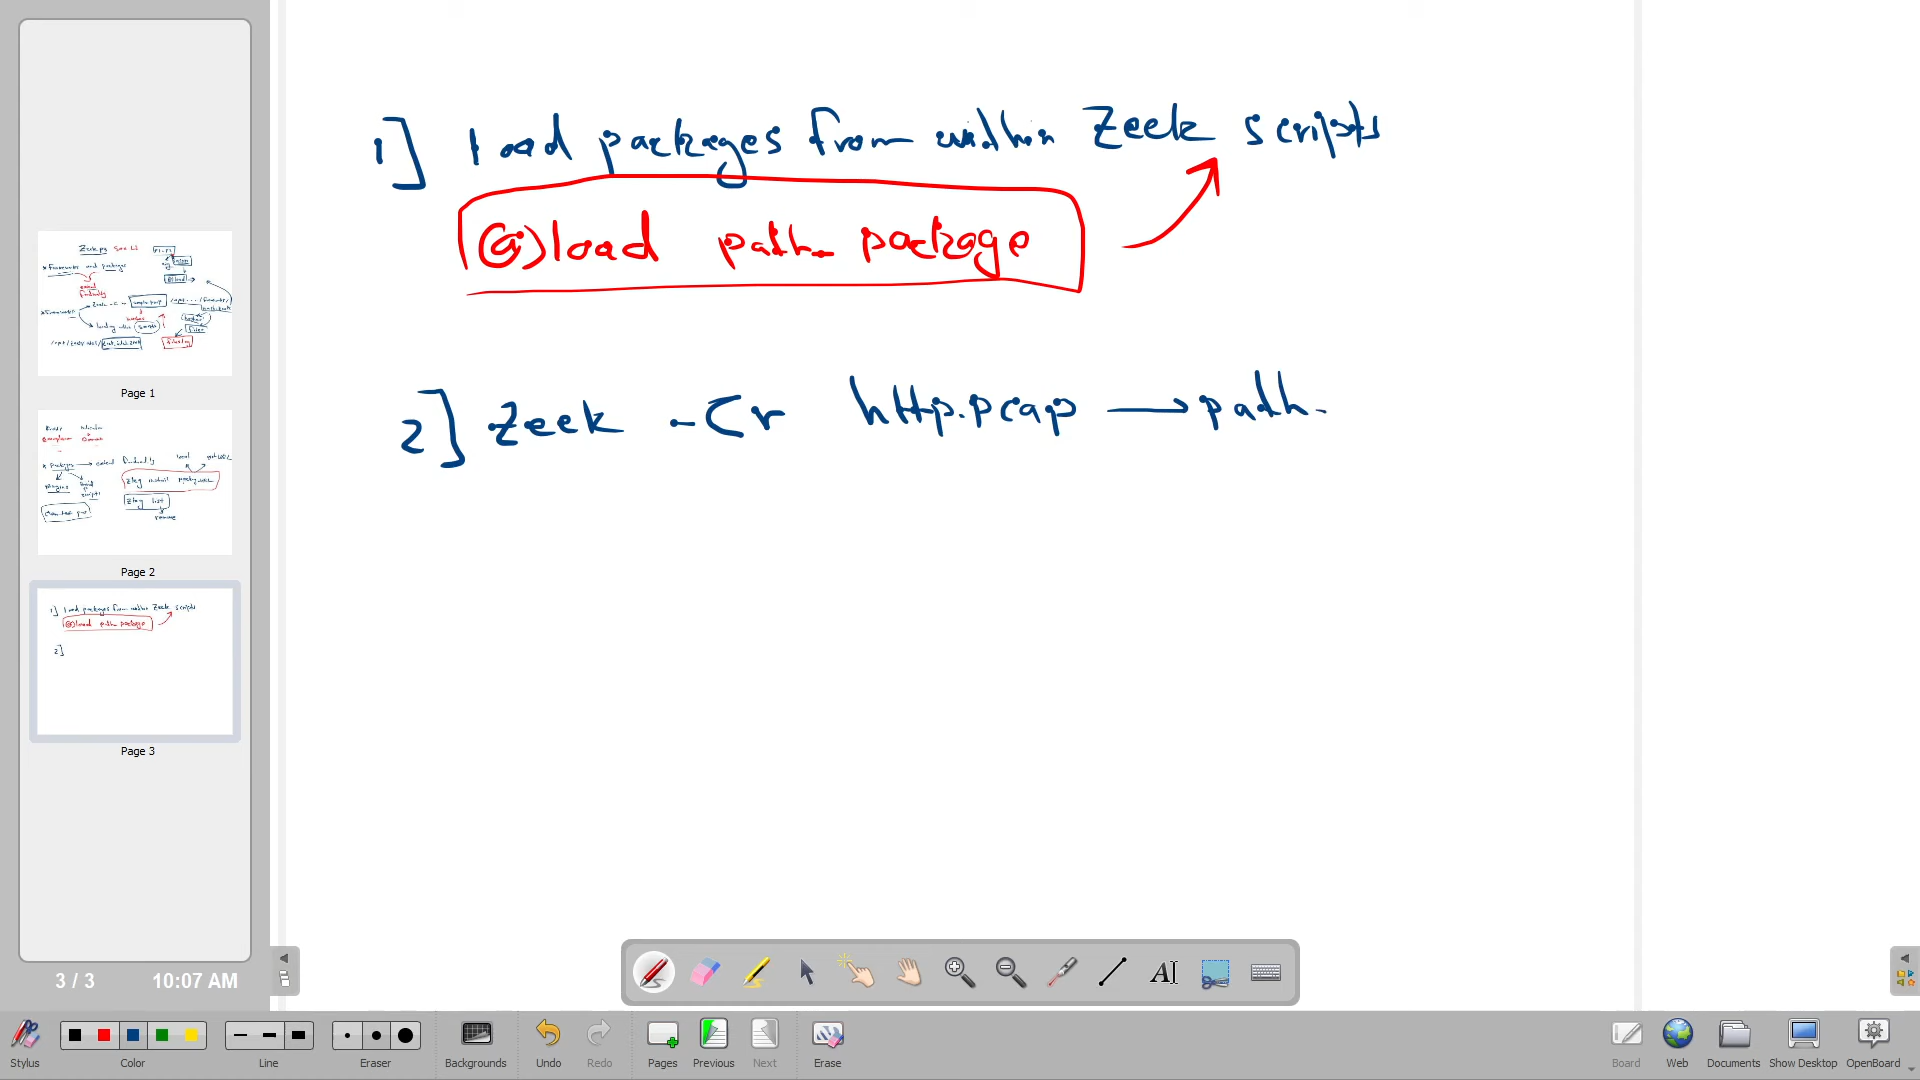 1] load packages from within Zeek scripts
@load path package
2] Zeek -Cr http.pcap → path.
Page 1
Page 2
Page 3
3 / 3 10:07 AM
Stylus Color Line Eraser Backgrounds Undo Redo Pages Previous Next Erase Board Web Documents Show Desktop OpenBoard